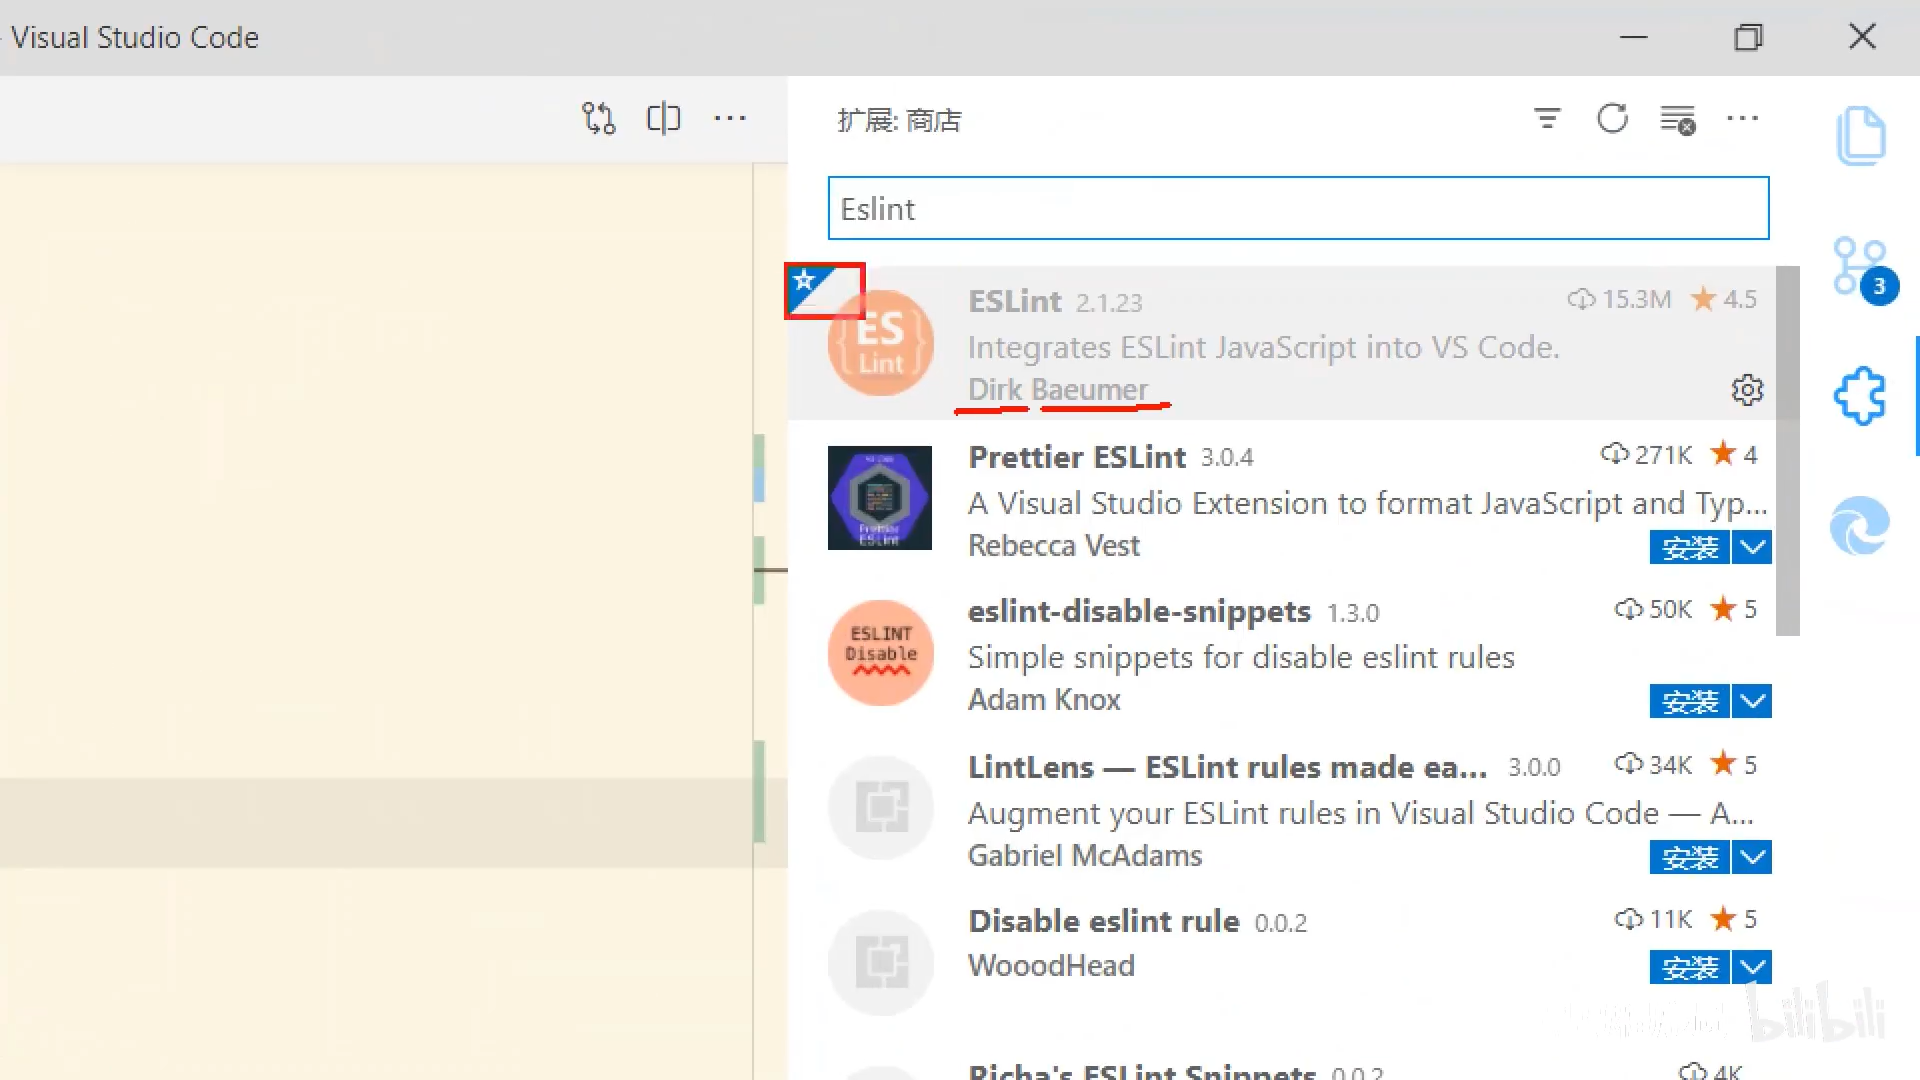 Visual Studio Code
扩展: 商店
Eslint
3
ES
Lint
ESLint 2.1.23 15.3M 4.5
Integrates ESLint JavaScript into VS Code.
Dirk Baeumer
Prettier
ESLint
Prettier ESLint 3.0.4 271K 4
A Visual Studio Extension to format JavaScript and Typ...
Rebecca Vest 安装
ESLINT
Disable
eslint-disable-snippets 1.3.0 50K 5
Simple snippets for disable eslint rules
Adam Knox 安装
LintLens — ESLint rules made ea... 3.0.0 34K 5
Augment your ESLint rules in Visual Studio Code — A...
Gabriel McAdams 安装
Disable eslint rule 0.0.2 11K 5
WooodHead 安装
bilibili
Richa's ESLint Snippets 0.0.2 4K